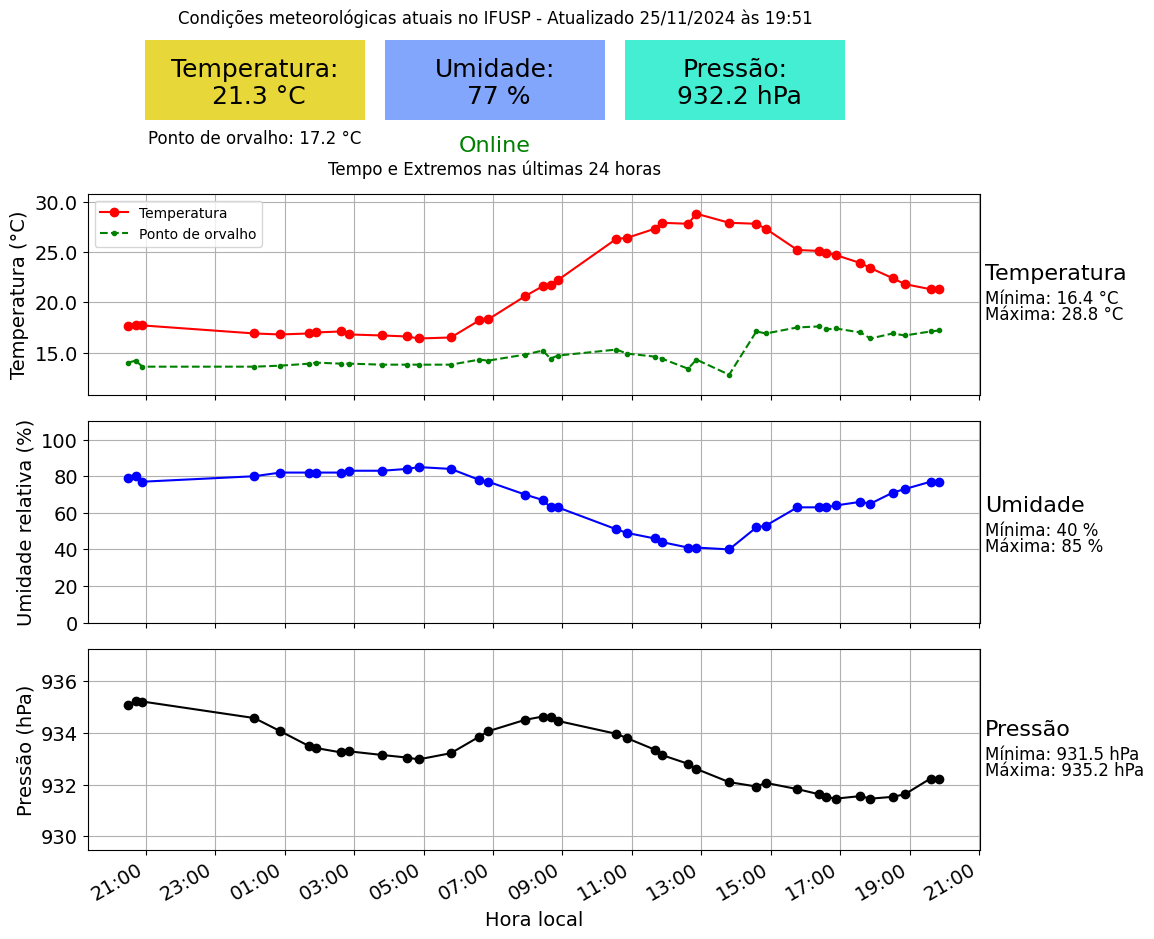 Condições meteorológicas atuais no IFUSP - Atualizado 25/11/2024 às 19:51
Temperatura:
21.3 °C
Umidade:
77 %
Pressão:
932.2 hPa
Ponto de orvalho: 17.2 °C
Online
Tempo e Extremos nas últimas 24 horas
Temperatura (°C)
30.0
25.0
20.0
15.0
Temperatura
Ponto de orvalho
Temperatura
Mínima: 16.4 °C
Máxima: 28.8 °C
Umidade relativa (%)
100
80
60
40
20
0
Umidade
Mínima: 40 %
Máxima: 85 %
Pressão (hPa)
936
934
932
930
Pressão
Mínima: 931.5 hPa
Máxima: 935.2 hPa
21:00 23:00 01:00 03:00 05:00 07:00 09:00 11:00 13:00 15:00 17:00 19:00 21:00
Hora local